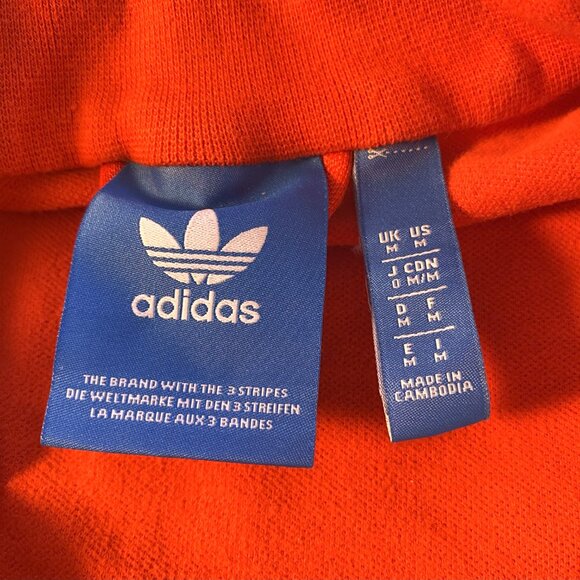 adidas
THE BRAND WITH THE 3 STRIPES
DIE WELTMARKE MIT DEN 3 STREIFEN
LA MARQUE AUX 3 BANDES
UK US
M M
J CDN
O M/M
D F
M M
E I
M M
MADE IN
CAMBODIA